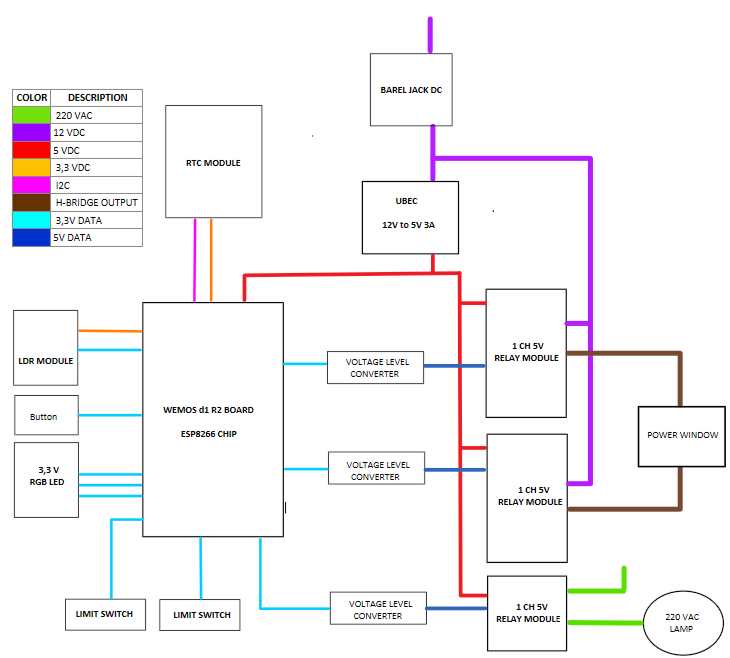 BAREL JACK DC
COLOR DESCRIPTION
220 VAC
12 VDC
5 VDC
3,3 VDC
I2C
H-BRIDGE OUTPUT
3,3V DATA
5V DATA
RTC MODULE
UBEC
12V to 5V 3A
LDR MODULE
Button
3,3 V
RGB LED
WEMOS d1 R2 BOARD
ESP8266 CHIP
VOLTAGE LEVEL
CONVERTER
VOLTAGE LEVEL
CONVERTER
VOLTAGE LEVEL
CONVERTER
1 CH 5V
RELAY MODULE
1 CH 5V
RELAY MODULE
1 CH 5V
RELAY MODULE
POWER WINDOW
LIMIT SWITCH
LIMIT SWITCH
220 VAC
LAMP